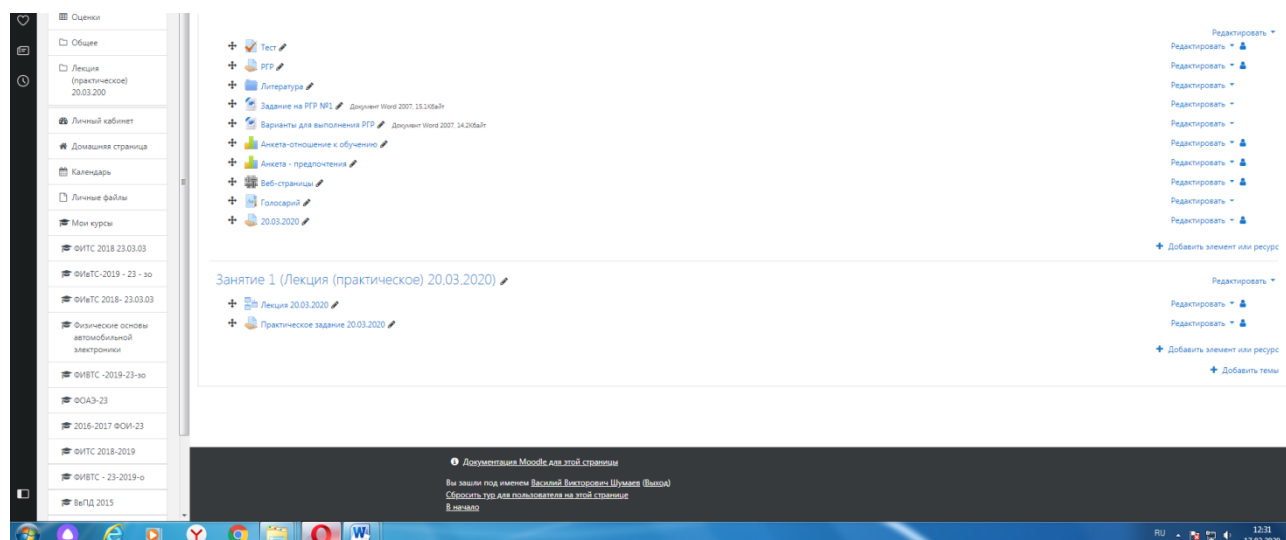 Оценки
Общее
Лекция
(практическое)
20.03.200
Личный кабинет
Домашняя страница
Календарь
Личные файлы
Мои курсы
ФИТС 2018 23.03.03
ФИвТС-2019 - 23 - зо
ФИвТС 2018- 23.03.03
Физические основы
автомобильной
электроники
ФИВТС -2019-23-зо
ФОАЭ-23
2016-2017 ФОИ-23
ФИТС 2018-2019
ФИВТС - 23-2019-о
ВвПД 2015
Редактировать
Тест Редактировать
РГР Редактировать
Литература Редактировать
Задание на РГР №1 Документ Word 2007, 15.1Кбайт Редактировать
Варианты для выполнения РГР Документ Word 2007, 14.2Кбайт Редактировать
Анкета-отношение к обучению Редактировать
Анкета - предпочтения Редактировать
Веб-страницы Редактировать
Голосарий Редактировать
20.03.2020 Редактировать
Добавить элемент или ресурс
Занятие 1 (Лекция (практическое) 20,03,2020) Редактировать
Лекция 20.03.2020 Редактировать
Практическое задание 20.03.2020 Редактировать
Добавить элемент или ресурс
Добавить темы
Документация Moodle для этой страницы
Вы зашли под именем Василий Викторович Шумаев (Выход)
Сбросить тур для пользователя на этой странице
В начало
RU 12:31